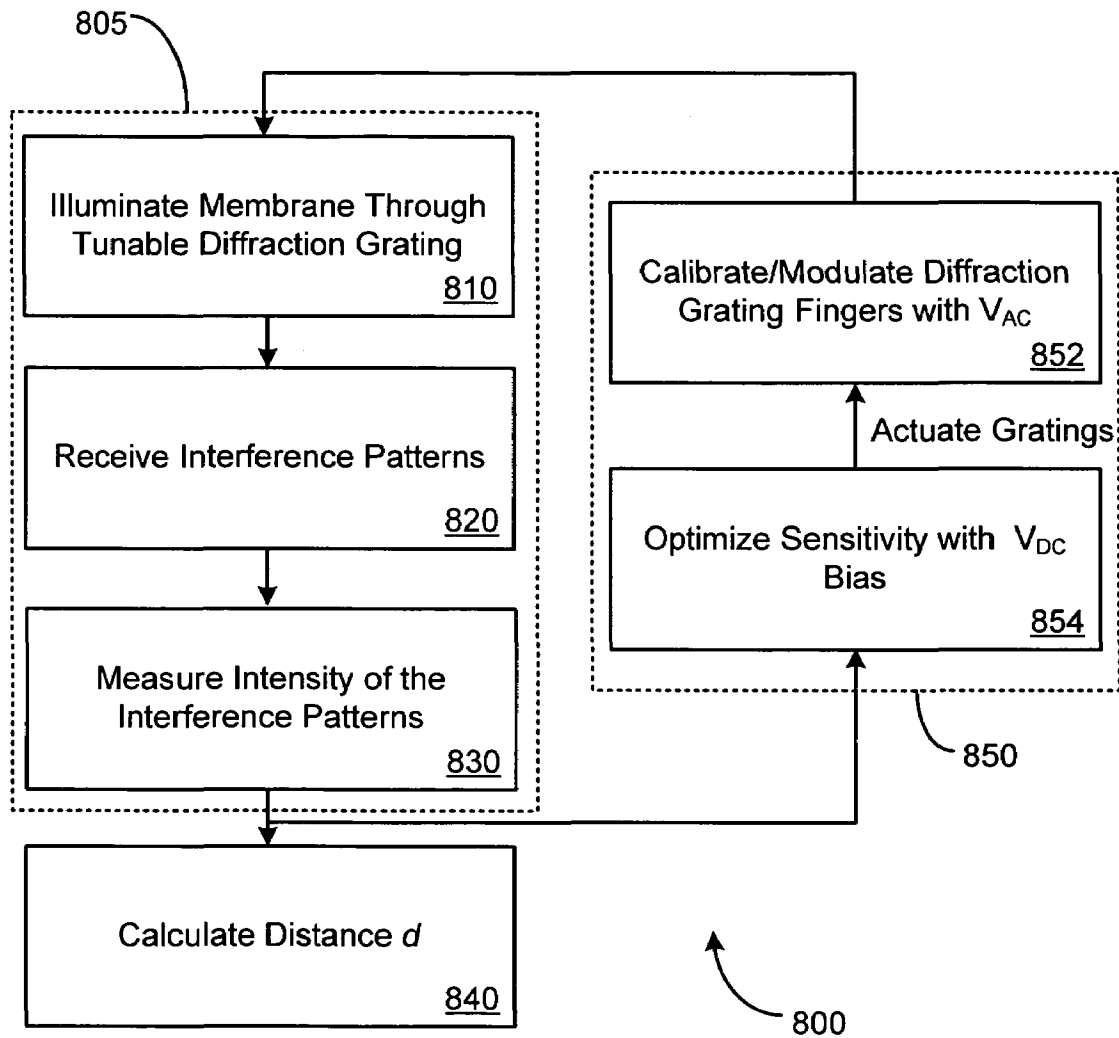 805
Illuminate Membrane Through
Tunable Diffraction Grating
810
Receive Interference Patterns
820
Measure Intensity of the
Interference Patterns
830
Calculate Distance d
840
Calibrate/Modulate Diffraction
Grating Fingers with VAC
852
Actuate Gratings
Optimize Sensitivity with VDC
Bias
854
850
800